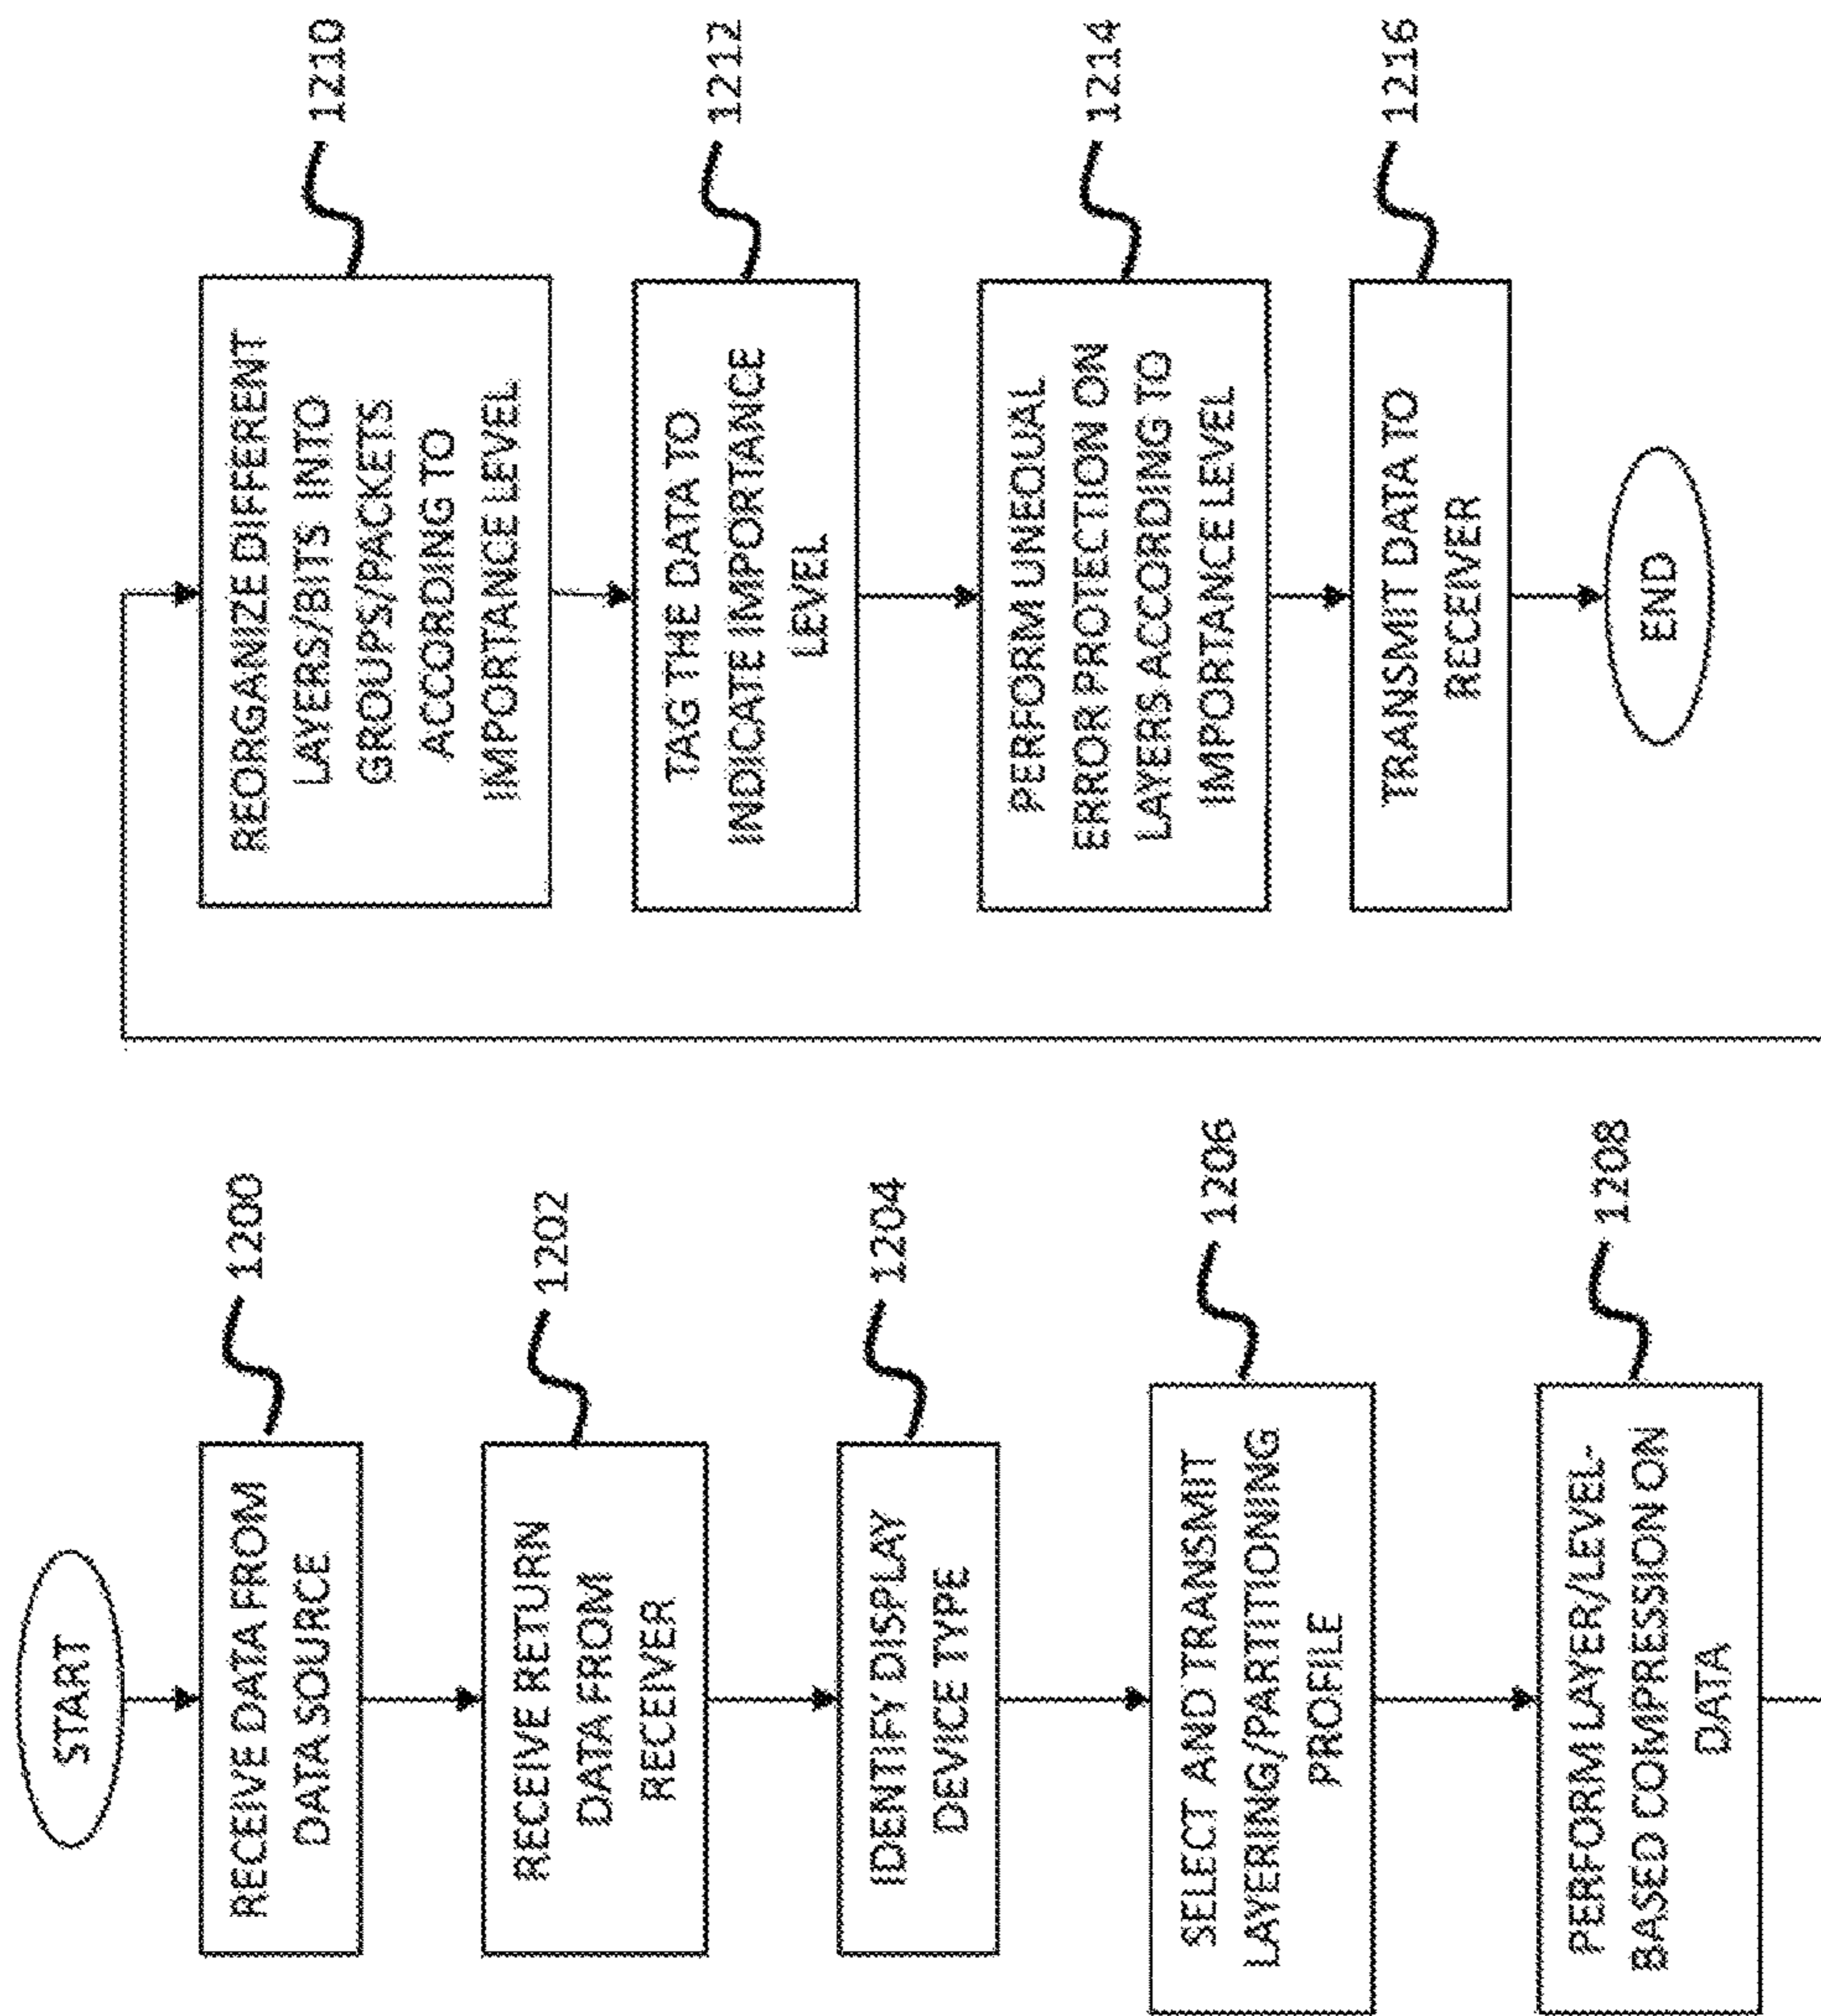 START
RECEIVE DATA FROM
DATA SOURCE
1200
RECEIVE RETURN
DATA FROM
RECEIVER
1202
IDENTIFY DISPLAY
DEVICE TYPE
1204
SELECT AND TRANSMIT
LAYERING/PARTITIONING
PROFILE
1206
PERFORM LAYER/LEVEL-
BASED COMPRESSION ON
DATA
1208
REORGANIZE DIFFERENT
LAYERS/BITS INTO
GROUPS/PACKETS
ACCORDING TO
IMPORTANCE LEVEL
1210
TAG THE DATA TO
INDICATE IMPORTANCE
LEVEL
1212
PERFORM UNEQUAL
ERROR PROTECTION ON
LAYERS ACCORDING TO
IMPORTANCE LEVEL
1214
TRANSMIT DATA TO
RECEIVER
1216
END